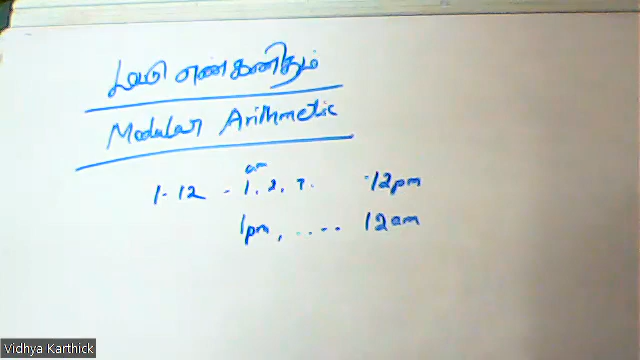 மட்டு எண்கணிதம்
Modular Arithmetic
am
1-12 - 1, 2, 3. 12pm
1pm, ..... 12am
Vidhya Karthick